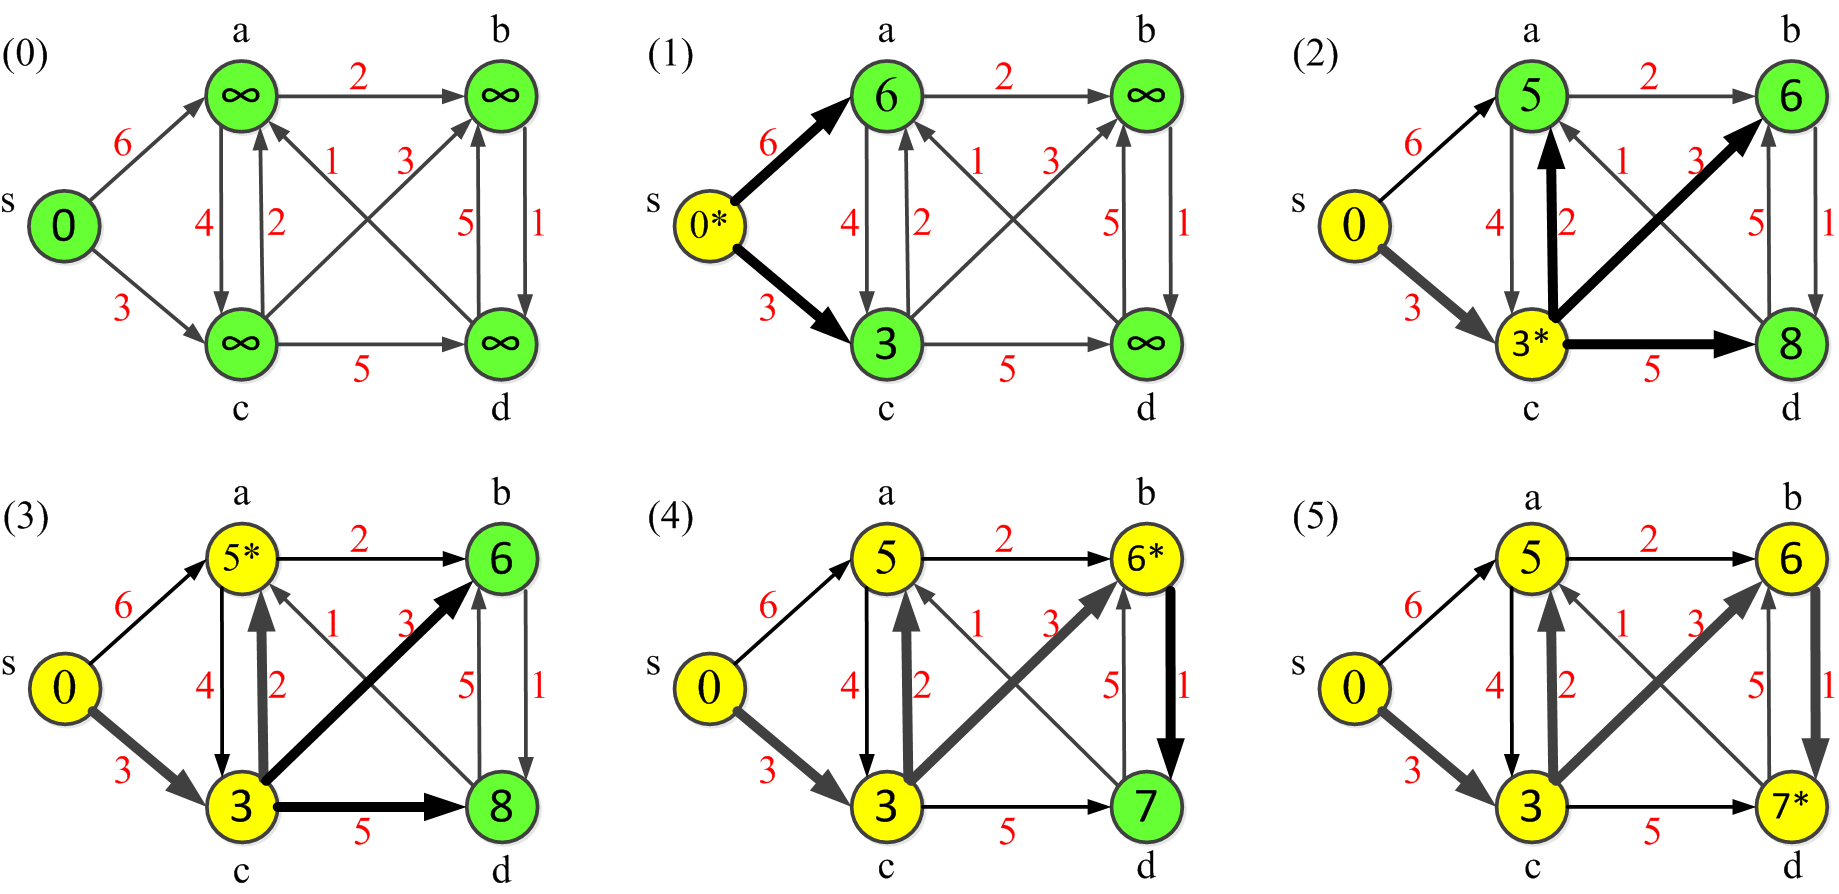 a b a b a b
(0) (1) (2)
∞ 2 ∞ 6 2 ∞ 5 2 6
6 3 1 6 3 1 6 3 1
s 0 4 2 5 1 s 0* 4 2 5 1 s 0 4 2 5 1
3 3 3
∞ ∞ 3 ∞ 3* 8
5 5 5
c d c d c d
a b a b a b
(3) (4) (5)
5* 2 6 5 2 6* 5 2 6
6 1 3 6 1 3 6 1 3
s 0 4 2 5 1 s 0 4 2 5 1 s 0 4 2 5 1
3 3 3
3 8 3 7 3 7*
5 5 5
c d c d c d